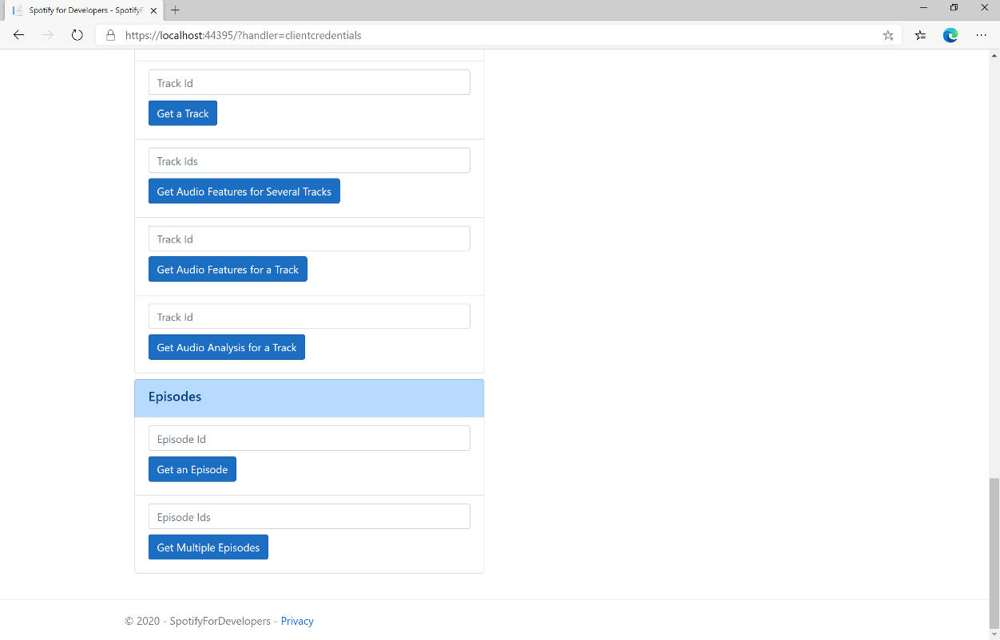 Spotify for Developers - SpotifyF
https://localhost:44395/?handler=clientcredentials
Track Id
Get a Track
Track Ids
Get Audio Features for Several Tracks
Track Id
Get Audio Features for a Track
Track Id
Get Audio Analysis for a Track
Episodes
Episode Id
Get an Episode
Episode Ids
Get Multiple Episodes
© 2020 - SpotifyForDevelopers - Privacy